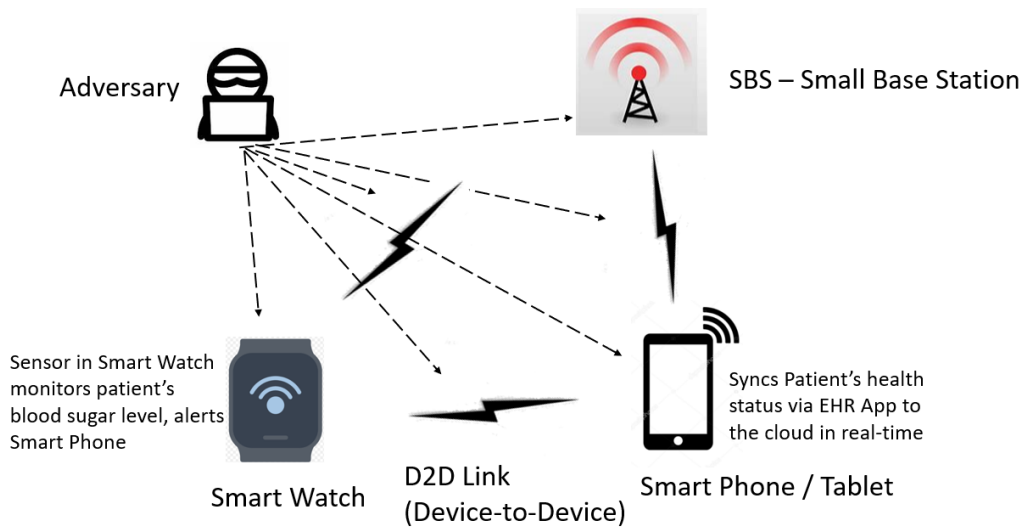 Adversary
SBS – Small Base Station
Sensor in Smart Watch
monitors patient's
blood sugar level, alerts
Smart Phone
Syncs Patient's health
status via EHR App to
the cloud in real-time
Smart Watch
D2D Link
(Device-to-Device)
Smart Phone / Tablet